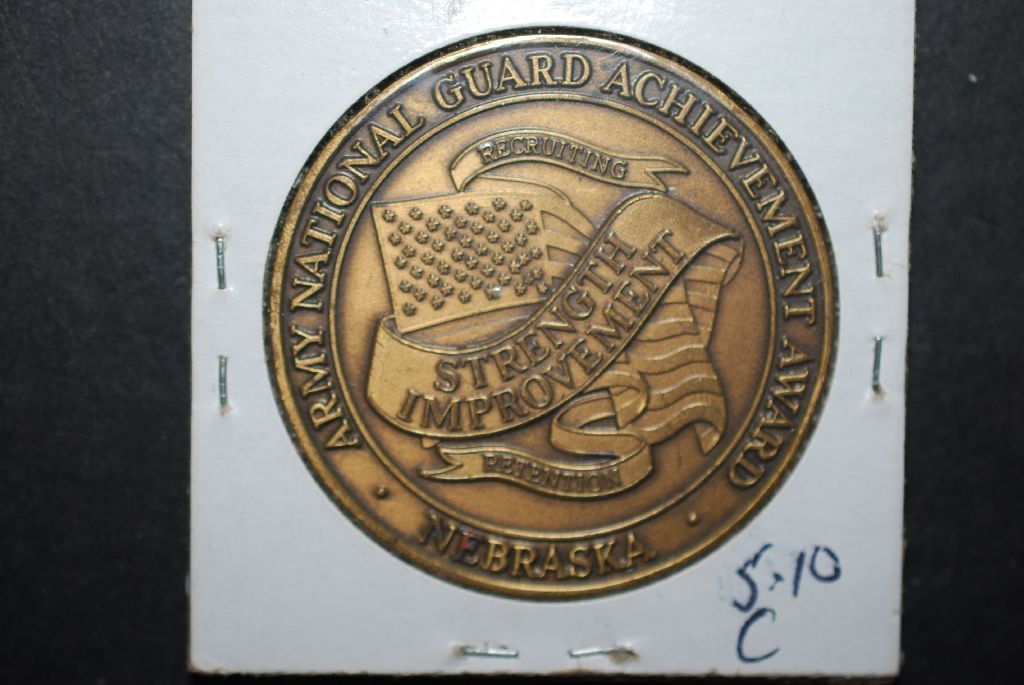 ARMY NATIONAL GUARD ACHIEVEMENT AWARD
RECRUITING
STRENGTH
IMPROVEMENT
RETENTION
NEBRASKA
5.10
C